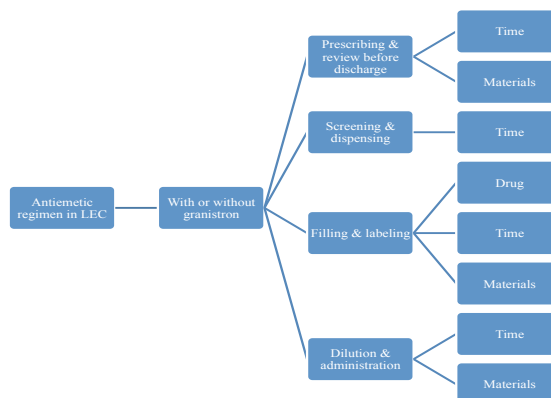 Antiemetic
regimen in LEC
With or without
granistron
Prescribing &
review before
discharge
Time
Materials
Screening &
dispensing
Time
Filling & labeling
Drug
Time
Materials
Dilution &
administration
Time
Materials